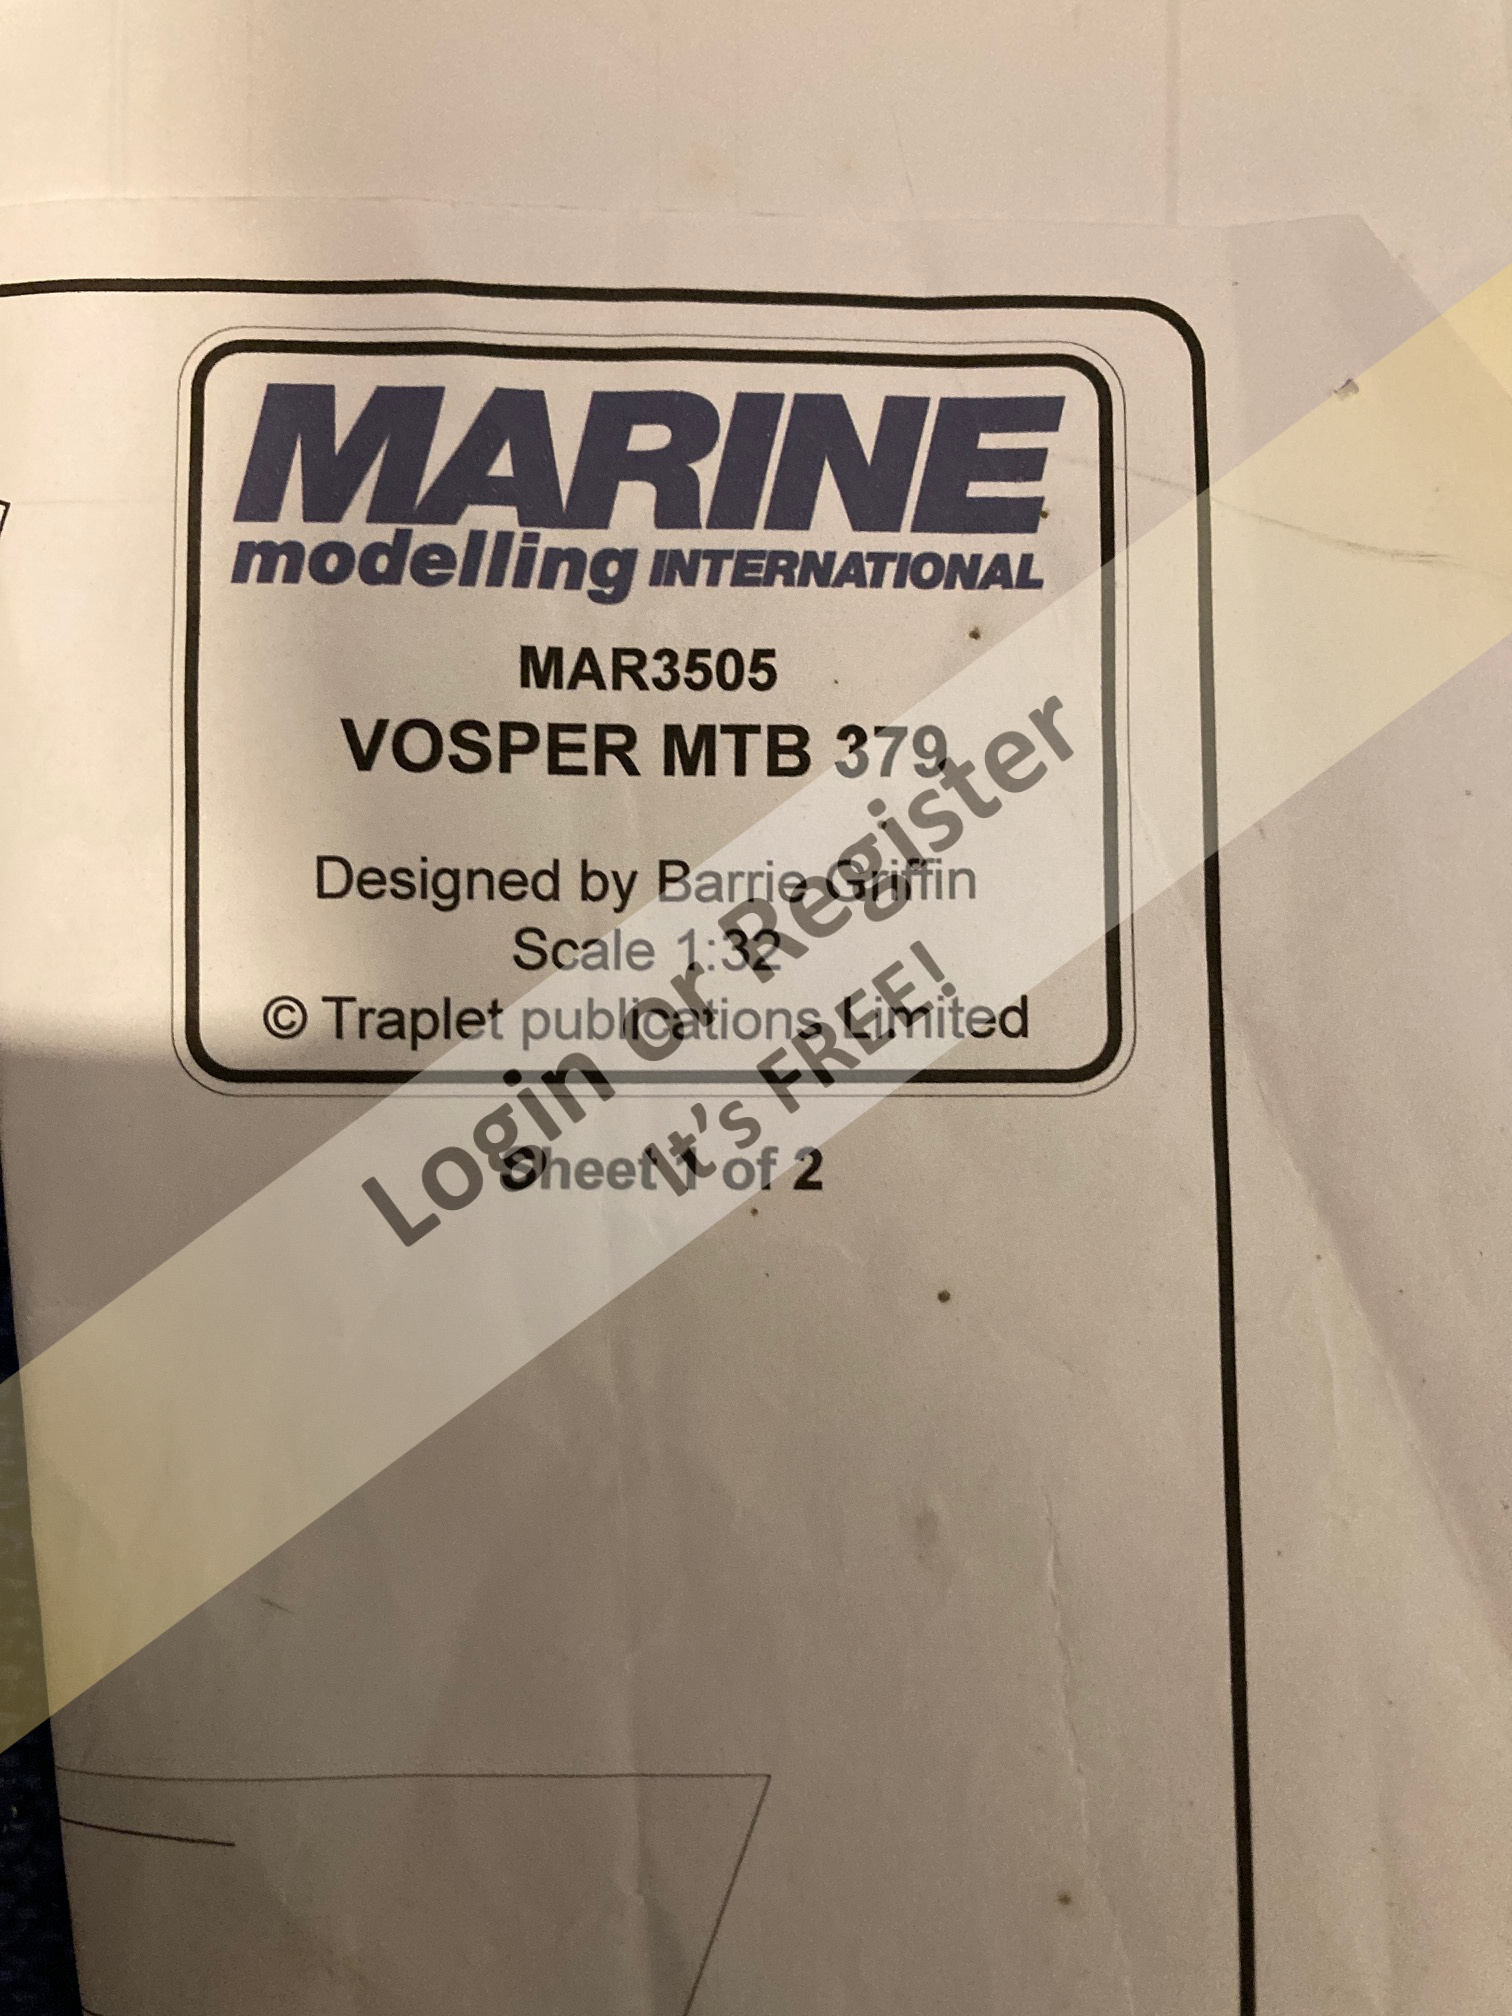 MARINE
modelling INTERNATIONAL
MAR3505
VOSPER MTB 379
Designed by Barrie Griffin
Scale 1:32
© Traplet publications Limited
Sheet 1 of 2
Login or Register
It's FREE!